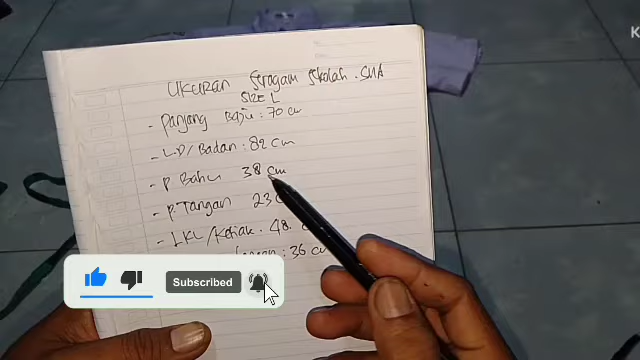 UKURAN Seragam Sekolah. SMA
SIZE L
- Panjang Baju : 70 cm
- L.D/Badan : 82 cm
- P Bahu 38 cm
- P. Tangan 23 c
- LKL/Ketiak . 48.
: 36 cm
Subscribed
K